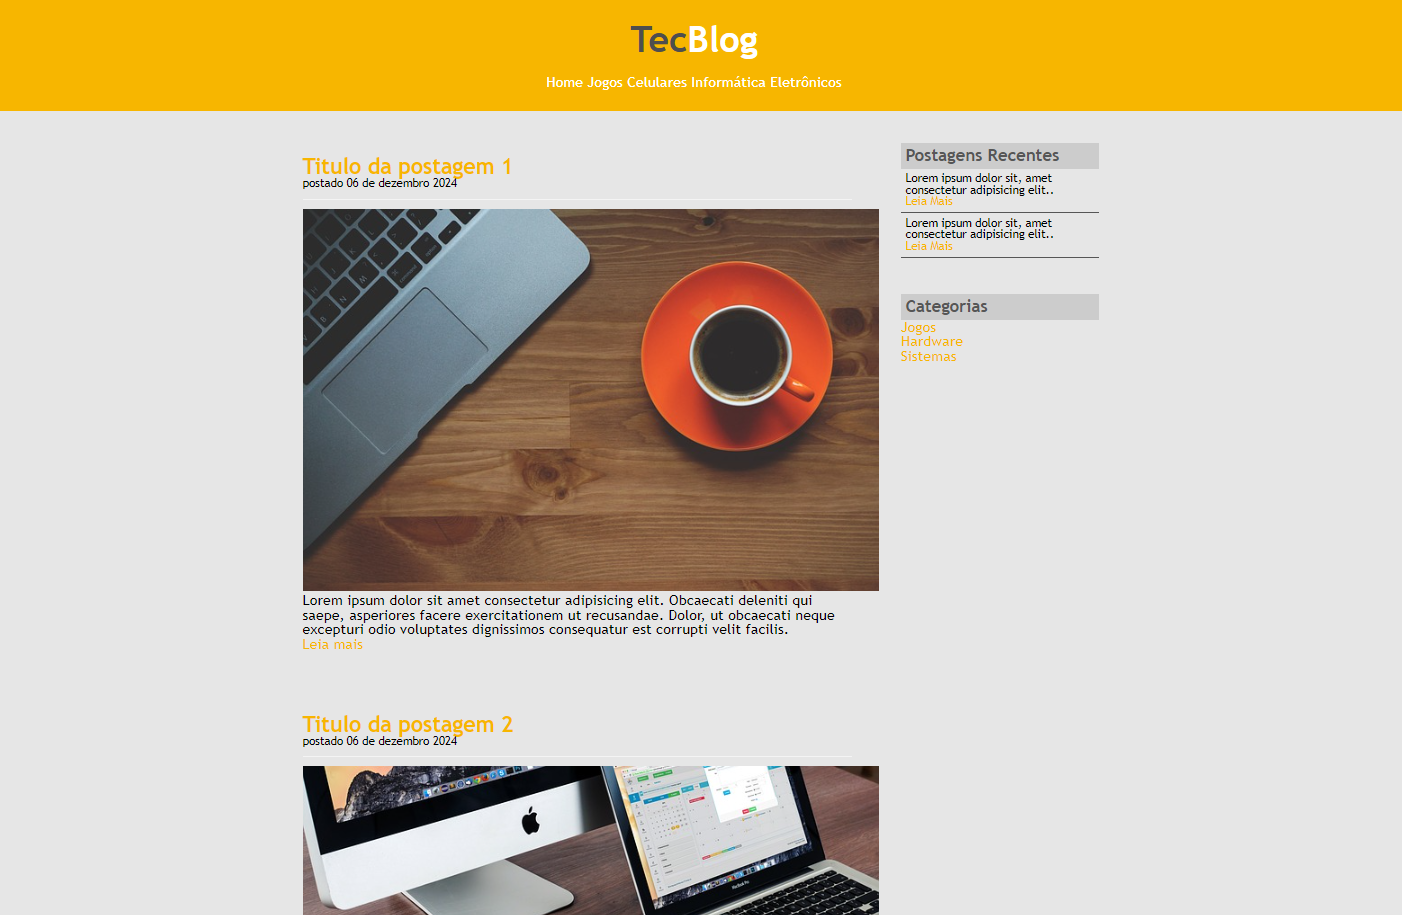 TecBlog
Home Jogos Celulares Informática Eletrônicos
Titulo da postagem 1
postado 06 de dezembro 2024
Lorem ipsum dolor sit amet consectetur adipisicing elit. Obcaecati deleniti qui
saepe, asperiores facere exercitationem ut recusandae. Dolor, ut obcaecati neque
excepturi odio voluptates dignissimos consequatur est corrupti velit facilis.
Leia mais
Titulo da postagem 2
postado 06 de dezembro 2024
Postagens Recentes
Lorem ipsum dolor sit, amet
consectetur adipisicing elit..
Leia Mais
Lorem ipsum dolor sit, amet
consectetur adipisicing elit..
Leia Mais
Categorias
Jogos
Hardware
Sistemas